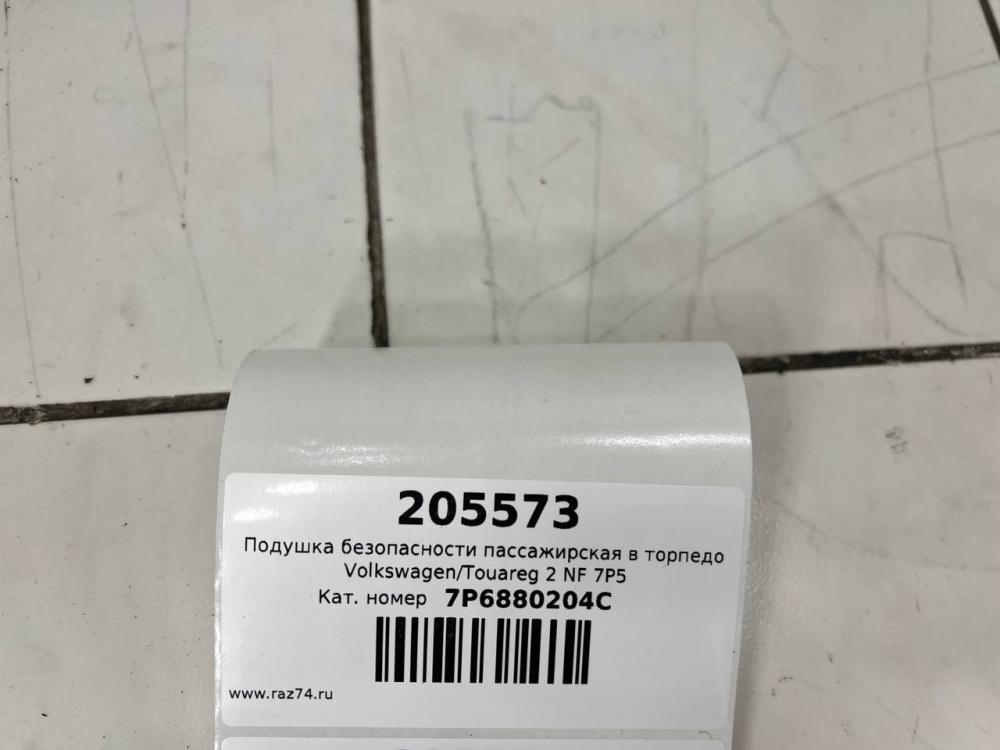 205573
Подушка безопасности пассажирская в торпедо
Volkswagen/Touareg 2 NF 7P5
Кат. номер 7P6880204C
www.raz74.ru